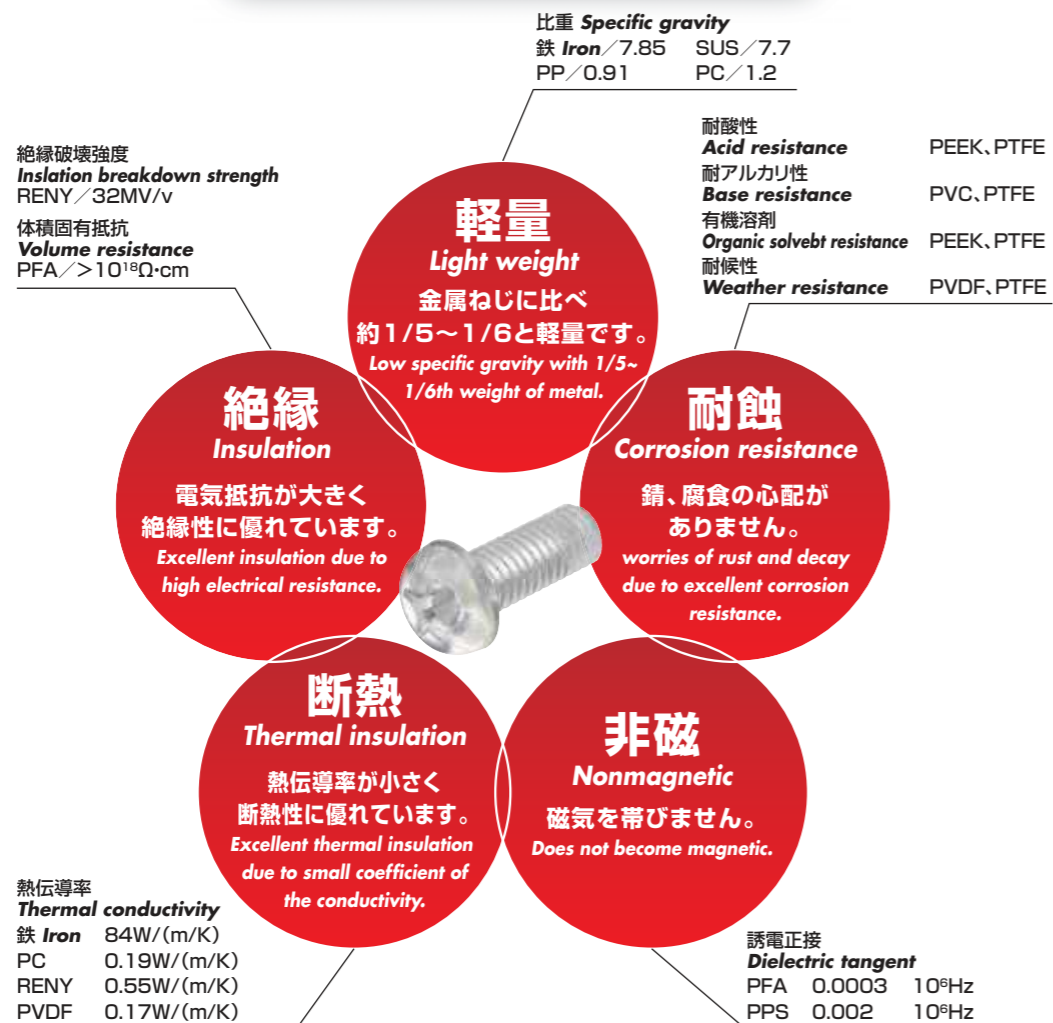 比重 Specific gravity
鉄 Iron／7.85 SUS／7.7
PP／0.91 PC／1.2
絶縁破壊強度
Inslation breakdown strength
RENY／32MV/v
体積固有抵抗
Volume resistance
PFA／＞10¹⁸Ω·cm
耐酸性
Acid resistance PEEK、PTFE
耐アルカリ性
Base resistance PVC、PTFE
有機溶剤
Organic solvebt resistance PEEK、PTFE
耐候性
Weather resistance PVDF、PTFE
軽量
Light weight
金属ねじに比べ
約1/5～1/6と軽量です。
Low specific gravity with 1/5~
1/6th weight of metal.
絶縁
Insulation
電気抵抗が大きく
絶縁性に優れています。
Excellent insulation due to
high electrical resistance.
耐蝕
Corrosion resistance
錆、腐食の心配が
ありません。
worries of rust and decay
due to excellent corrosion
resistance.
断熱
Thermal insulation
熱伝導率が小さく
断熱性に優れています。
Excellent thermal insulation
due to small coefficient of
the conductivity.
非磁
Nonmagnetic
磁気を帯びません。
Does not become magnetic.
熱伝導率
Thermal conductivity
鉄 Iron 84W/(m/K)
PC 0.19W/(m/K)
RENY 0.55W/(m/K)
PVDF 0.17W/(m/K)
誘電正接
Dielectric tangent
PFA 0.0003 10⁶Hz
PPS 0.002 10⁶Hz